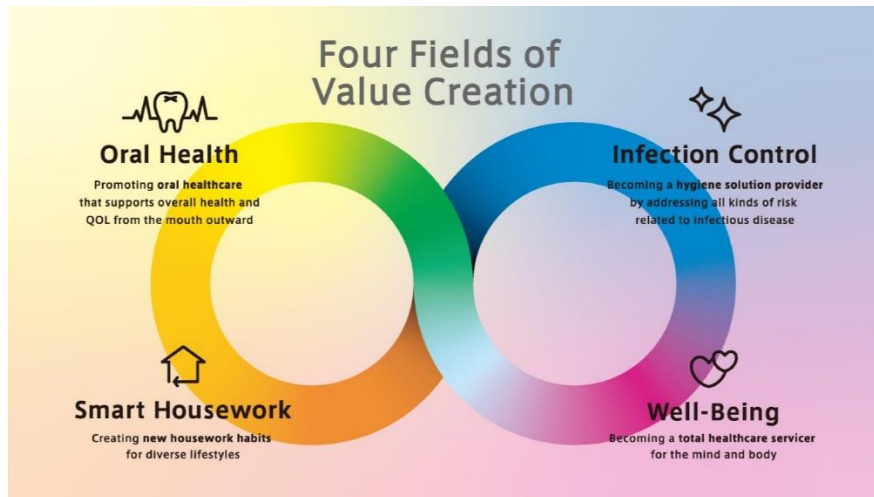 Four Fields of
Value Creation
Oral Health
Promoting oral healthcare
that supports overall health and
QOL from the mouth outward
Infection Control
Becoming a hygiene solution provider
by addressing all kinds of risk
related to infectious disease
Smart Housework
Creating new housework habits
for diverse lifestyles
Well-Being
Becoming a total healthcare servicer
for the mind and body